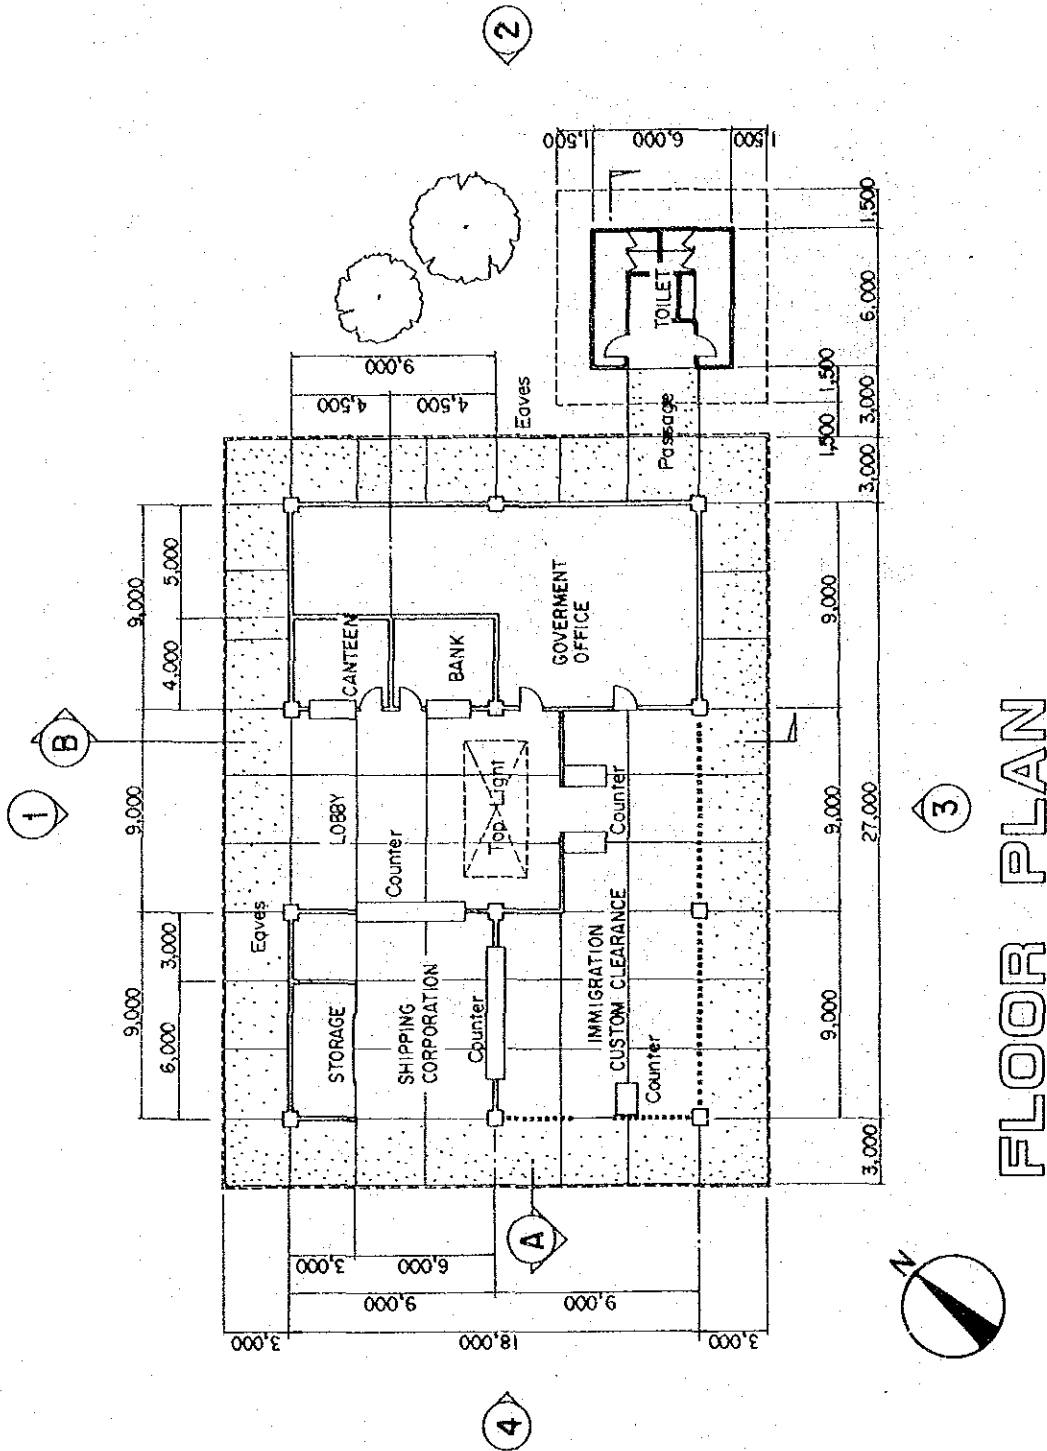 1
2
3
4
A
B
9,000
9,000
9,000
6,000
3,000
4,000
5,000
4,500
4,500
9,000
Eaves
Eaves
STORAGE
SHIPPING
CORPORATION
Counter
Counter
LOBBY
Top Light
CANTEEN
BANK
GOVERMENT
OFFICE
IMMIGRATION
CUSTOM CLEARANCE
Counter
Counter
Passage
TOILET
1,500
6,000
1,500
3,000
6,000
9,000
9,000
3,000
18,000
3,000
9,000
9,000
9,000
1,500
1,500
3,000
27,000
3,000
3,000
6,000
1,500
N
FLOOR PLAN